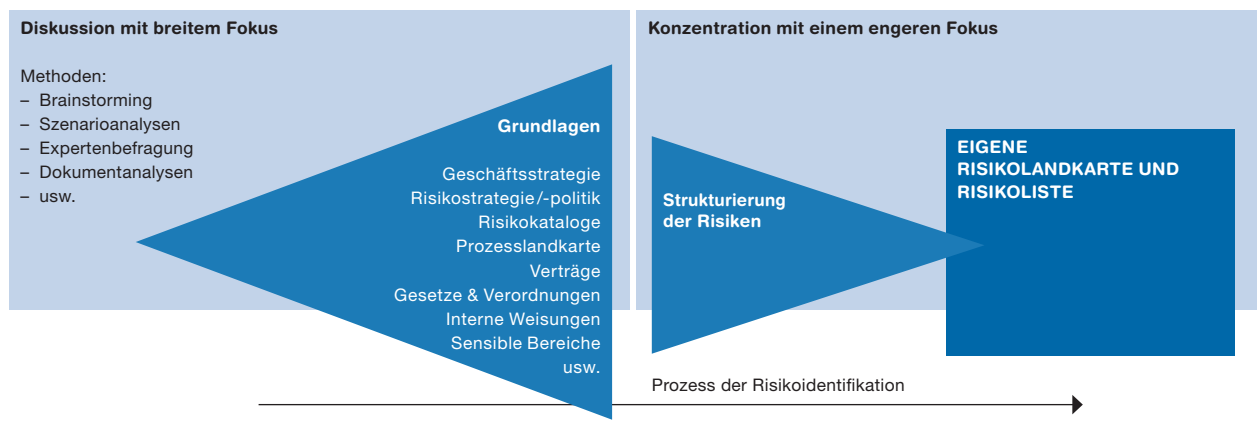 Diskussion mit breitem Fokus
Methoden:
– Brainstorming
– Szenarioanalysen
– Expertenbefragung
– Dokumentanalysen
– usw.
Grundlagen
Geschäftsstrategie
Risikostrategie/-politik
Risikokataloge
Prozesslandkarte
Verträge
Gesetze & Verordnungen
Interne Weisungen
Sensible Bereiche
usw.
Konzentration mit einem engeren Fokus
Strukturierung
der Risiken
EIGENE
RISIKOLANDKARTE UND
RISIKOLISTE
Prozess der Risikoidentifikation